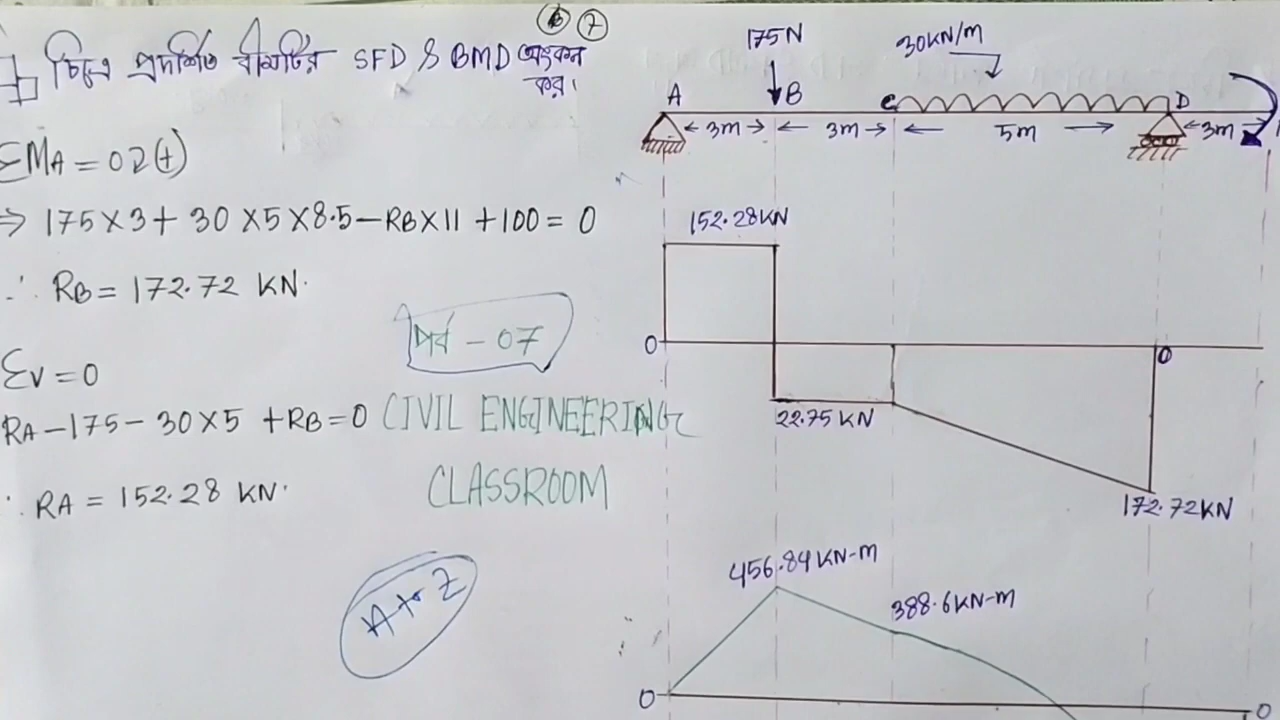 6 7
চিত্রে প্রদর্শিত বীমটির SFD & BMD অংকন
কর।
ΣMA = 0 2 (+)
⇒ 175 × 3 + 30 × 5 × 8.5 − RB × 11 + 100 = 0
∴ RB = 172.72 KN.
পর্ব - 07
Σv = 0
RA − 175 − 30 × 5 + RB = 0
∴ RA = 152.28 KN.
CIVIL ENGINEERING
CLASSROOM
A to Z
175 N
30KN/m
A B C D
3m 3m 5m 3m
152.28KN
0 0
22.75 KN
172.72KN
456.84 KN-m
388.6KN-m
0 0